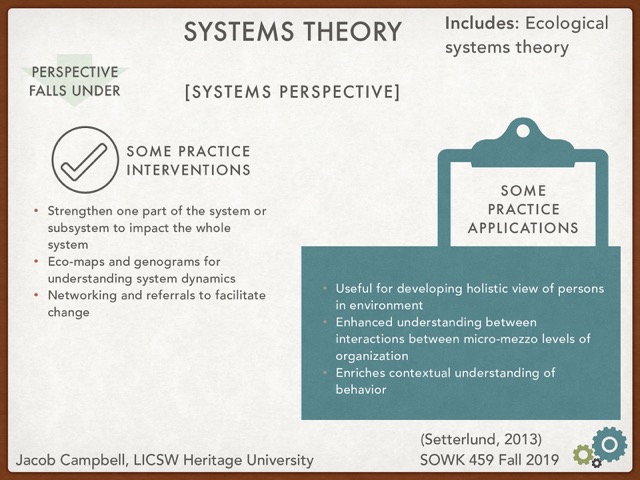 SYSTEMS THEORY
Includes: Ecological
systems theory
PERSPECTIVE
FALLS UNDER
[SYSTEMS PERSPECTIVE]
SOME PRACTICE
INTERVENTIONS
• Strengthen one part of the system or
subsystem to impact the whole
system
• Eco-maps and genograms for
understanding system dynamics
• Networking and referrals to facilitate
change
SOME
PRACTICE
APPLICATIONS
• Useful for developing holistic view of persons
in environment
• Enhanced understanding between
interactions between micro-mezzo levels of
organization
• Enriches contextual understanding of
behavior
(Setterlund, 2013)
Jacob Campbell, LICSW Heritage University
SOWK 459 Fall 2019